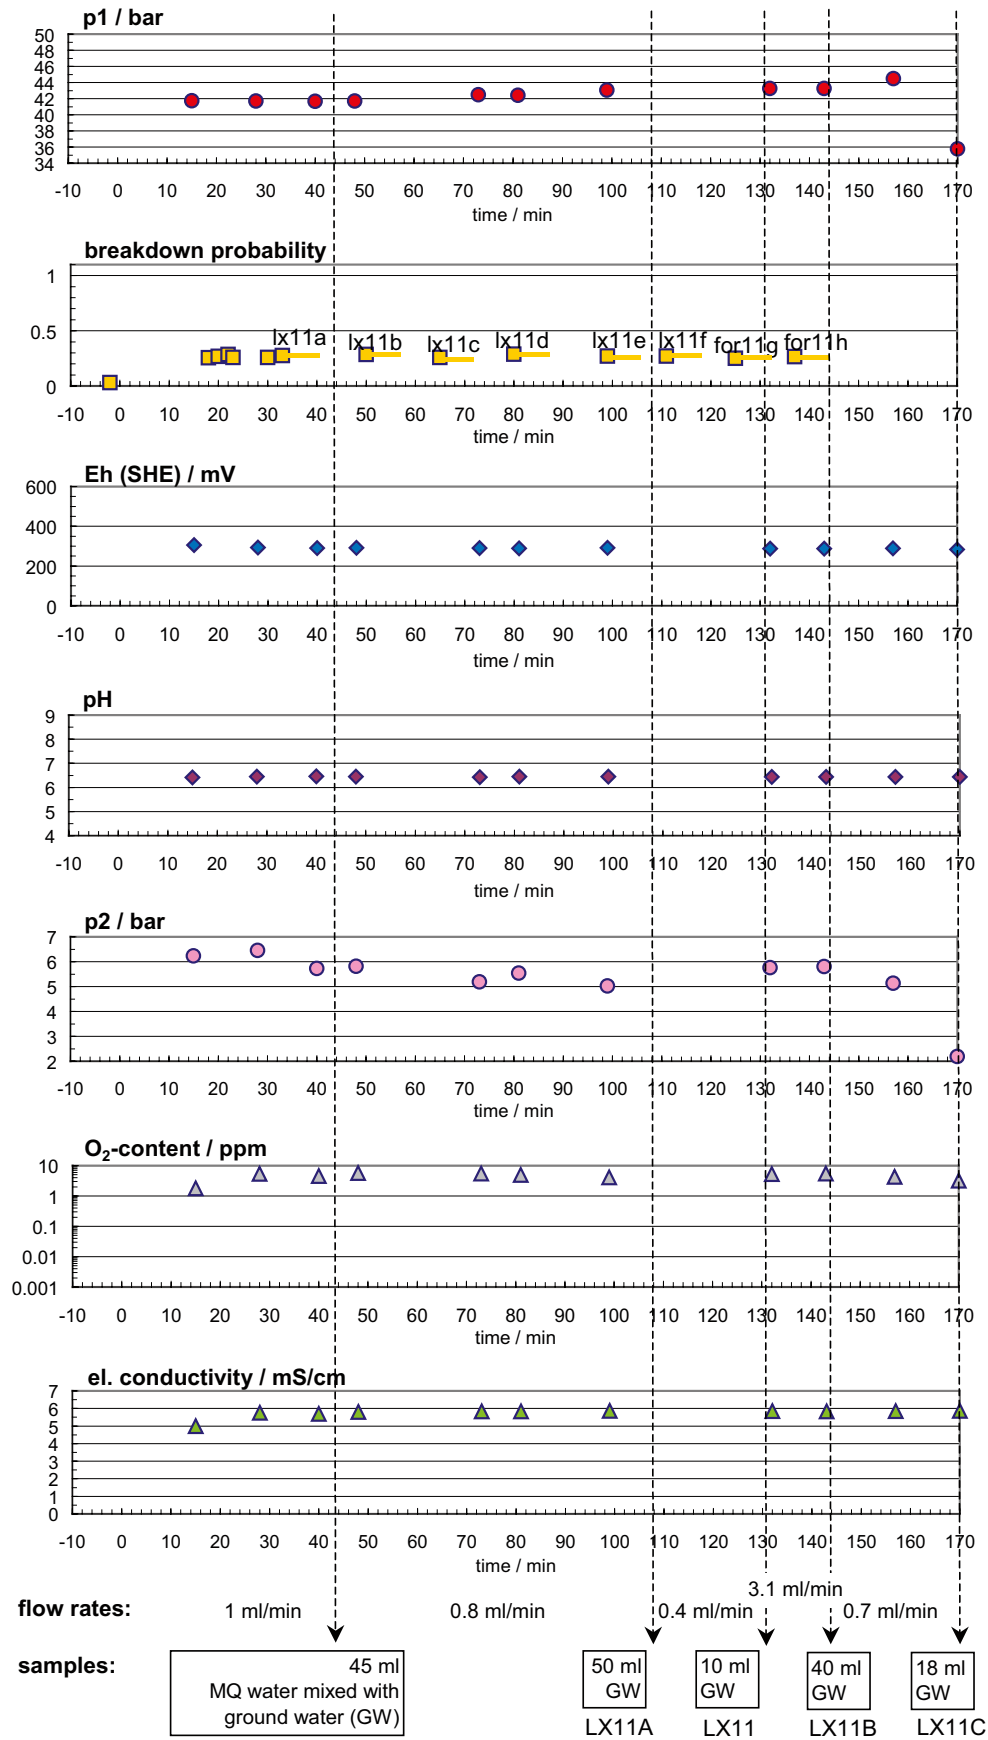 p1 / bar
50
48
46
44
42
40
38
36
34
-10 0 10 20 30 40 50 60 70 80 90 100 110 120 130 140 150 160 170
time / min
breakdown probability
1
0.5
0
lx11a lx11b lx11c lx11d lx11e lx11f for11g for11h
-10 0 10 20 30 40 50 60 70 80 90 100 110 120 130 140 150 160 170
time / min
Eh (SHE) / mV
600
400
200
0
-10 0 10 20 30 40 50 60 70 80 90 100 110 120 130 140 150 160 170
time / min
pH
9
8
7
6
5
4
-10 0 10 20 30 40 50 60 70 80 90 100 110 120 130 140 150 160 170
time / min
p2 / bar
7
6
5
4
3
2
-10 0 10 20 30 40 50 60 70 80 90 100 110 120 130 140 150 160 170
time / min
O2-content / ppm
10
1
0.1
0.01
0.001
-10 0 10 20 30 40 50 60 70 80 90 100 110 120 130 140 150 160 170
time / min
el. conductivity / mS/cm
7
6
5
4
3
2
1
0
-10 0 10 20 30 40 50 60 70 80 90 100 110 120 130 140 150 160 170
time / min
3.1 ml/min
flow rates: 1 ml/min 0.8 ml/min 0.4 ml/min 0.7 ml/min
samples:
45 ml
MQ water mixed with
ground water (GW)
50 ml
GW
LX11A
10 ml
GW
LX11
40 ml
GW
LX11B
18 ml
GW
LX11C